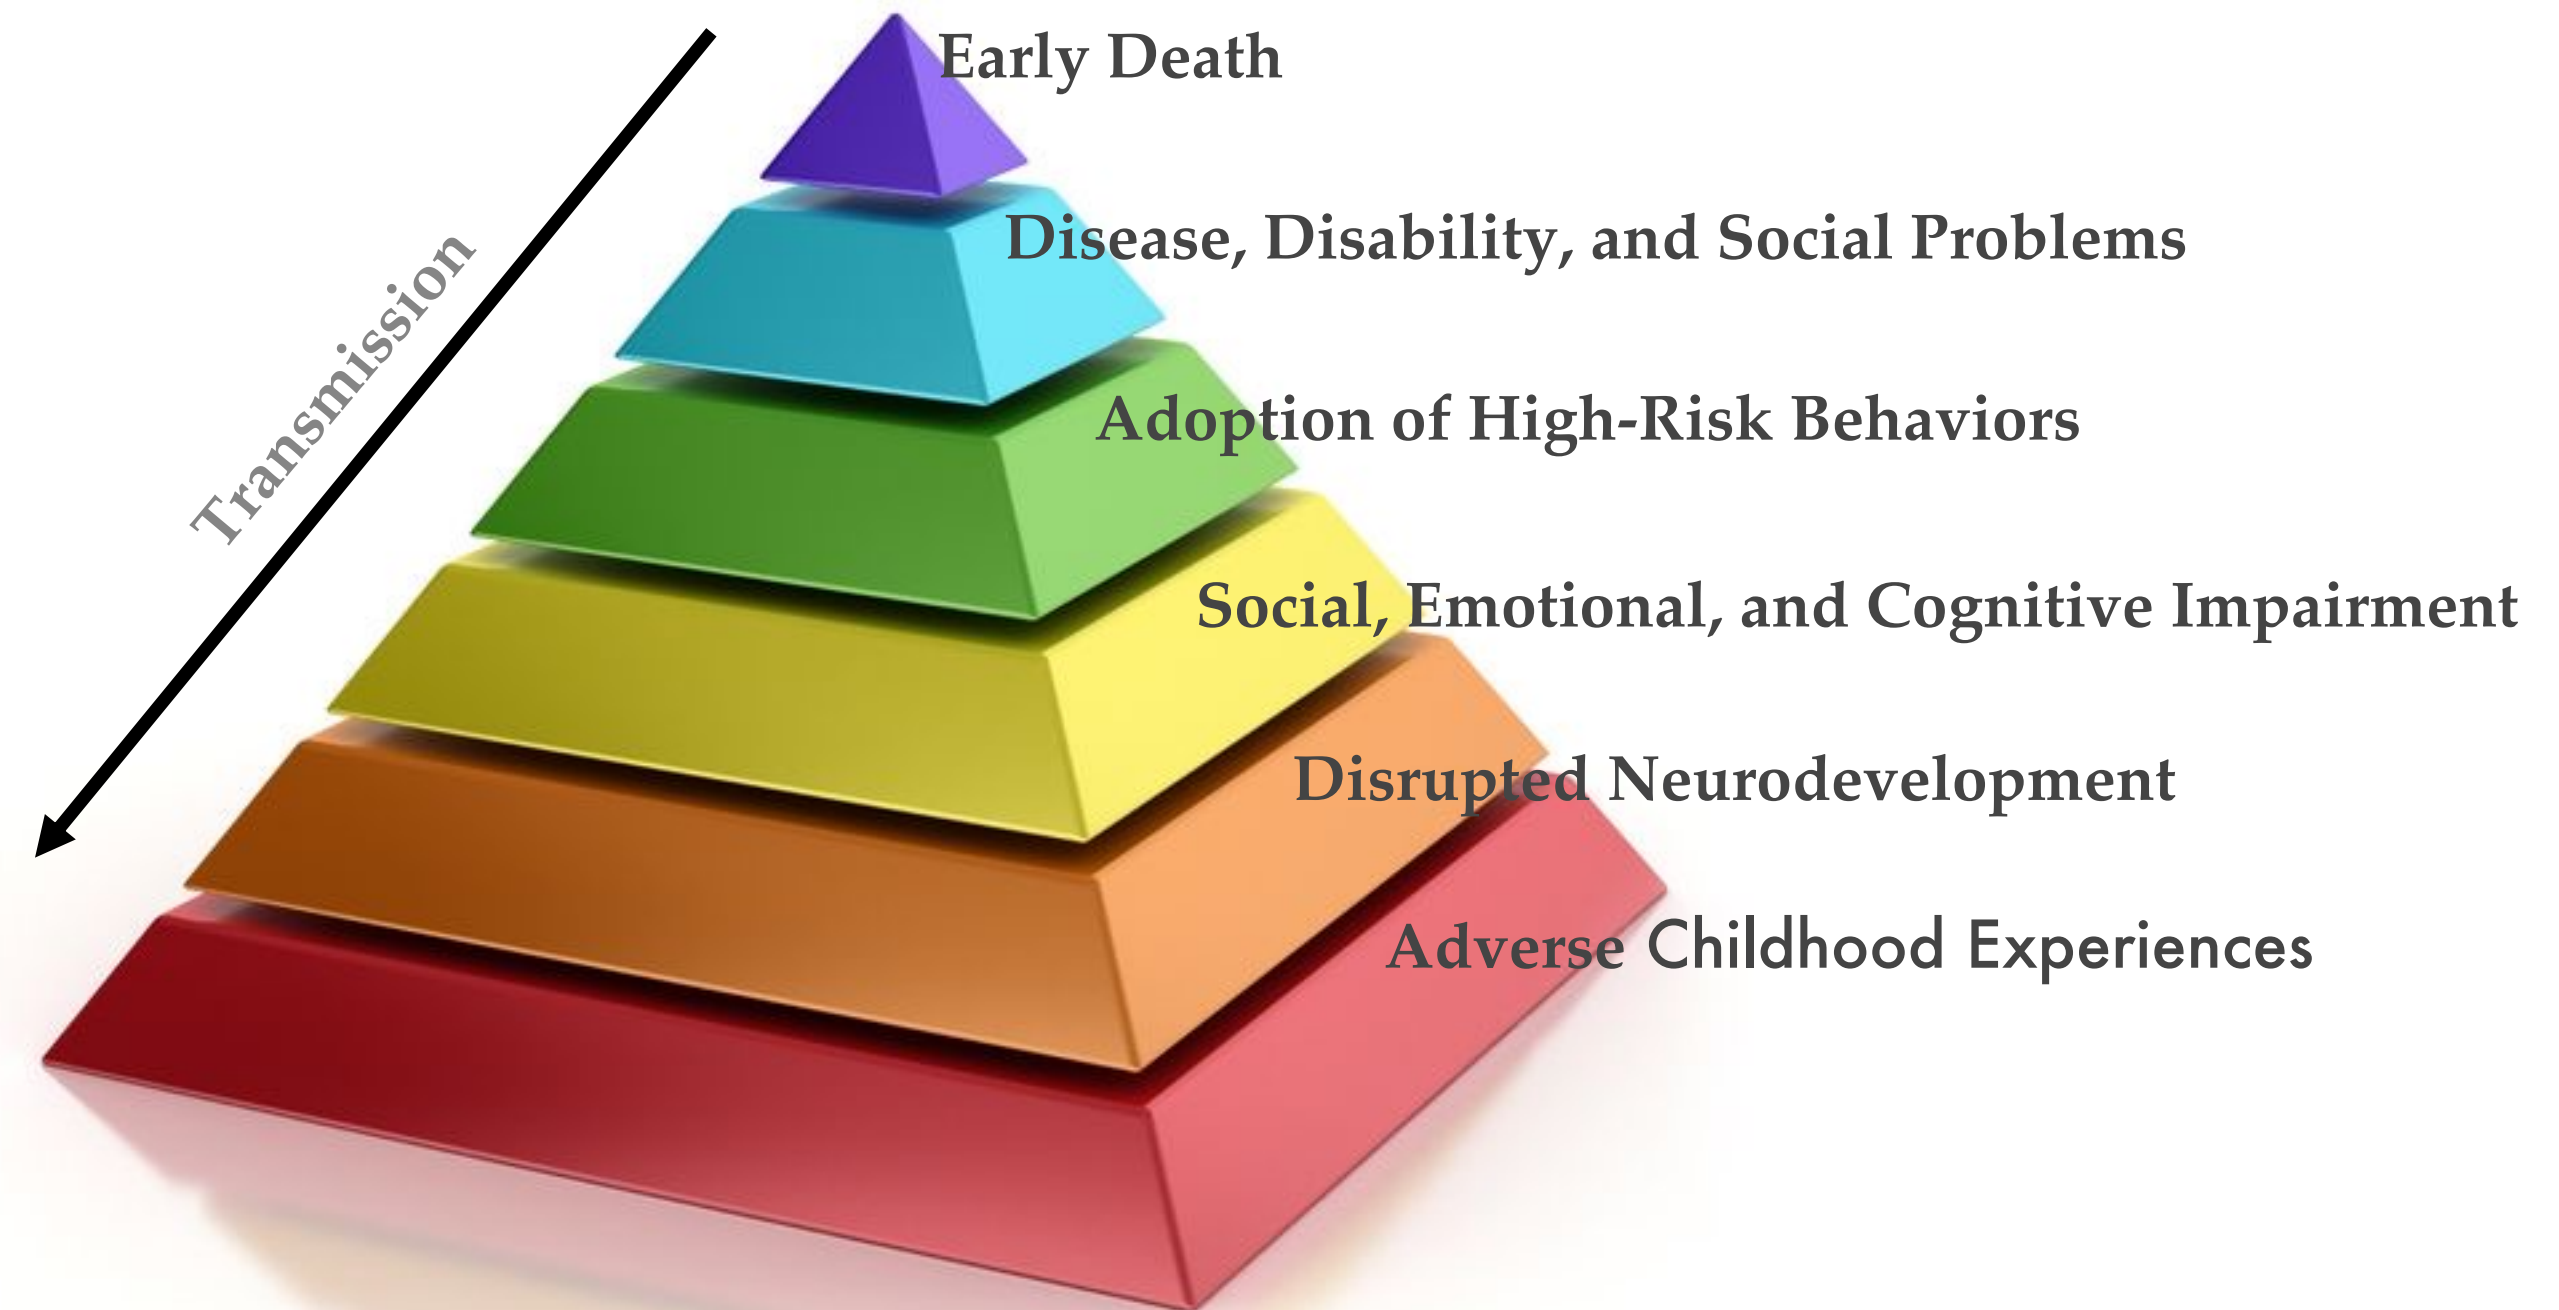 Early Death
Disease, Disability, and Social Problems
Transmission
Adoption of High-Risk Behaviors
Social, Emotional, and Cognitive Impairment
Disrupted Neurodevelopment
Adverse Childhood Experiences